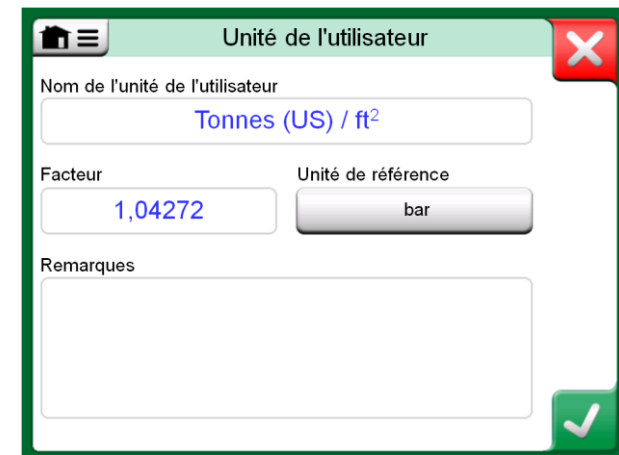 Unité de l'utilisateur
Nom de l'unité de l'utilisateur
Tonnes (US) / ft²
Facteur
Unité de référence
1,04272
bar
Remarques